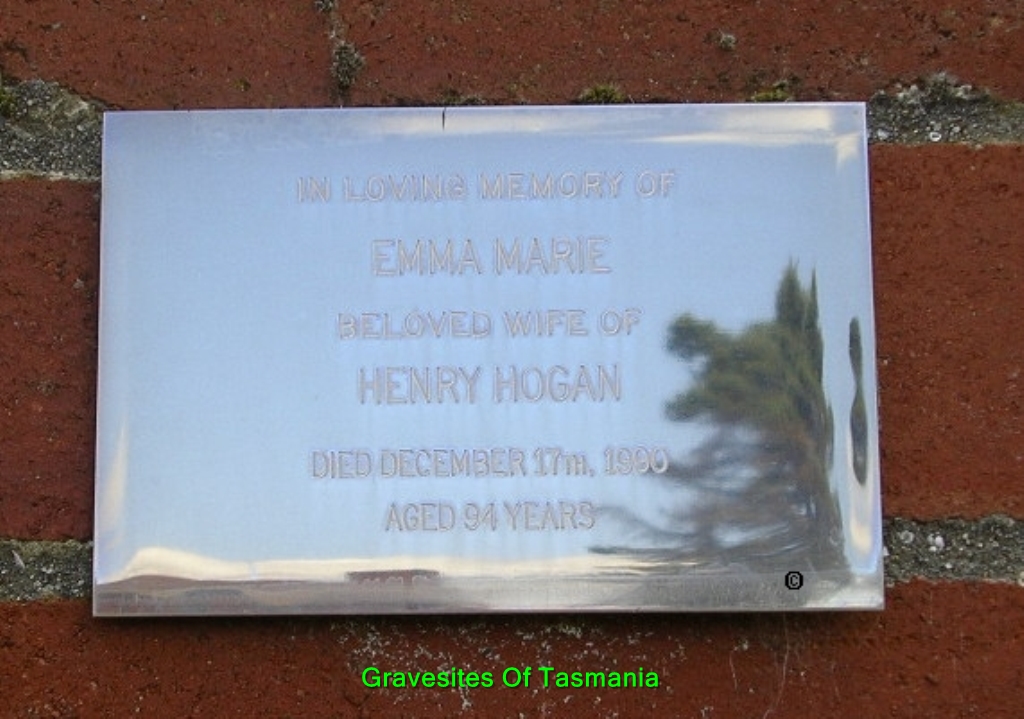 IN LOVING MEMORY OF
EMMA MARIE
BELOVED WIFE OF
HENRY HOGAN
DIED DECEMBER 17TH, 1990
AGED 94 YEARS
©
Gravesites Of Tasmania